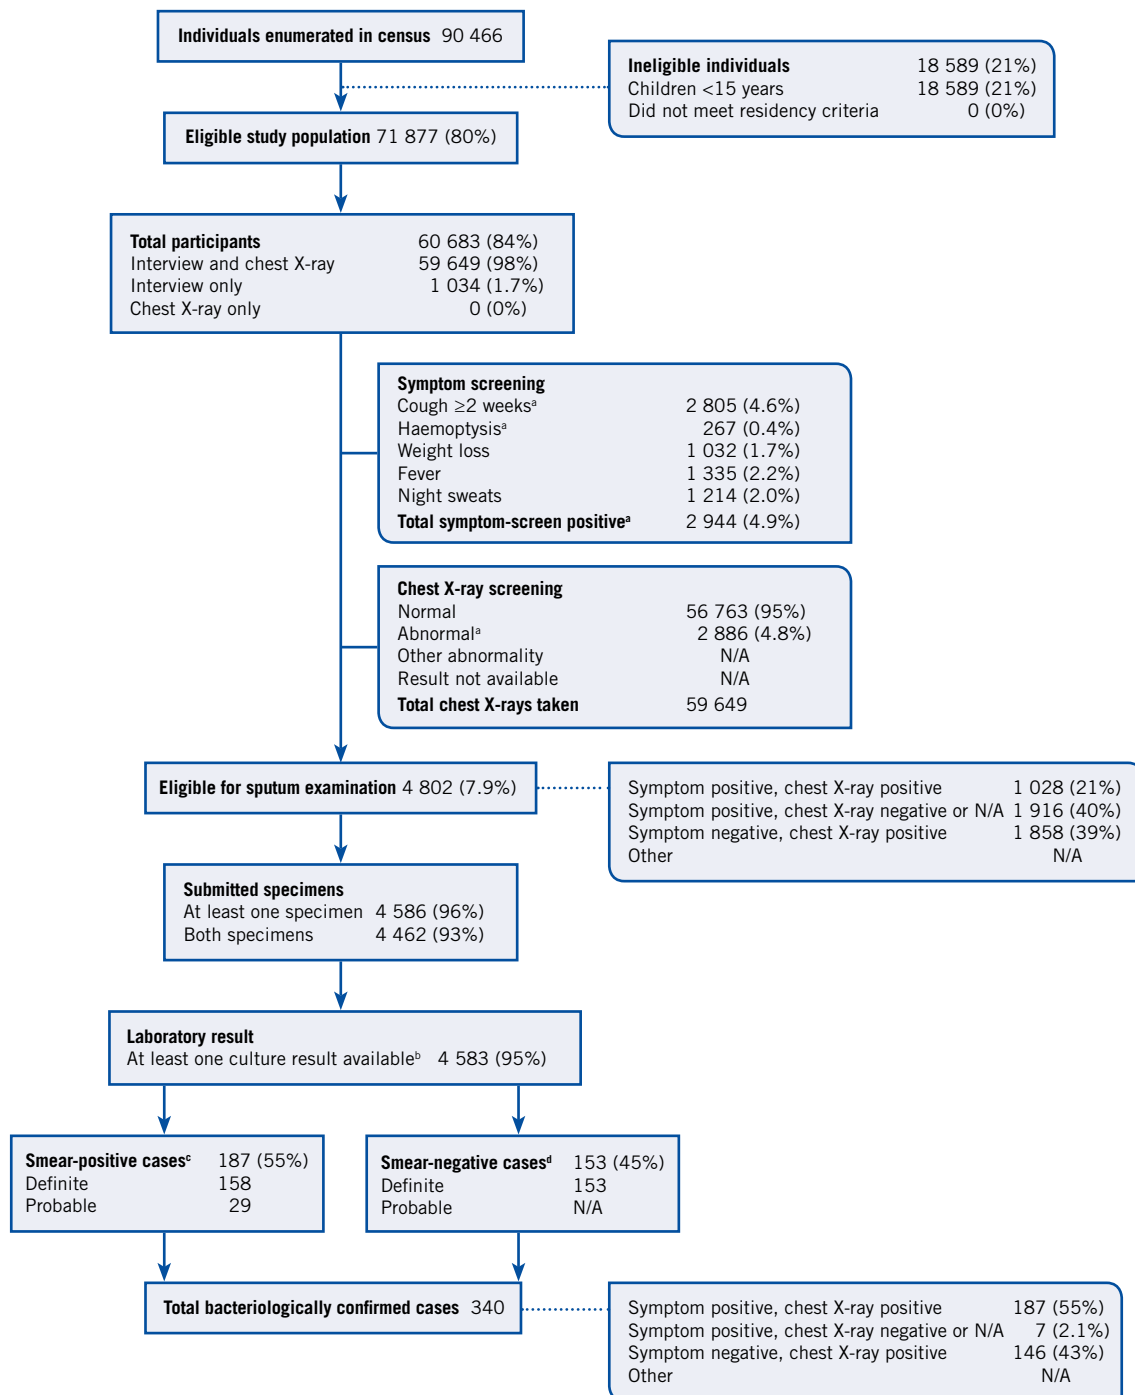 Individuals enumerated in census 90 466
Ineligible individuals 18 589 (21%)
Children <15 years 18 589 (21%)
Did not meet residency criteria 0 (0%)
Eligible study population 71 877 (80%)
Total participants 60 683 (84%)
Interview and chest X-ray 59 649 (98%)
Interview only 1 034 (1.7%)
Chest X-ray only 0 (0%)
Symptom screening
Cough ≥2 weeksᵃ 2 805 (4.6%)
Haemoptysisᵃ 267 (0.4%)
Weight loss 1 032 (1.7%)
Fever 1 335 (2.2%)
Night sweats 1 214 (2.0%)
Total symptom-screen positiveᵃ 2 944 (4.9%)
Chest X-ray screening
Normal 56 763 (95%)
Abnormalᵃ 2 886 (4.8%)
Other abnormality N/A
Result not available N/A
Total chest X-rays taken 59 649
Eligible for sputum examination 4 802 (7.9%)
Symptom positive, chest X-ray positive 1 028 (21%)
Symptom positive, chest X-ray negative or N/A 1 916 (40%)
Symptom negative, chest X-ray positive 1 858 (39%)
Other N/A
Submitted specimens
At least one specimen 4 586 (96%)
Both specimens 4 462 (93%)
Laboratory result
At least one culture result availableᵇ 4 583 (95%)
Smear-positive casesᶜ 187 (55%)
Definite 158
Probable 29
Smear-negative casesᵈ 153 (45%)
Definite 153
Probable N/A
Total bacteriologically confirmed cases 340
Symptom positive, chest X-ray positive 187 (55%)
Symptom positive, chest X-ray negative or N/A 7 (2.1%)
Symptom negative, chest X-ray positive 146 (43%)
Other N/A